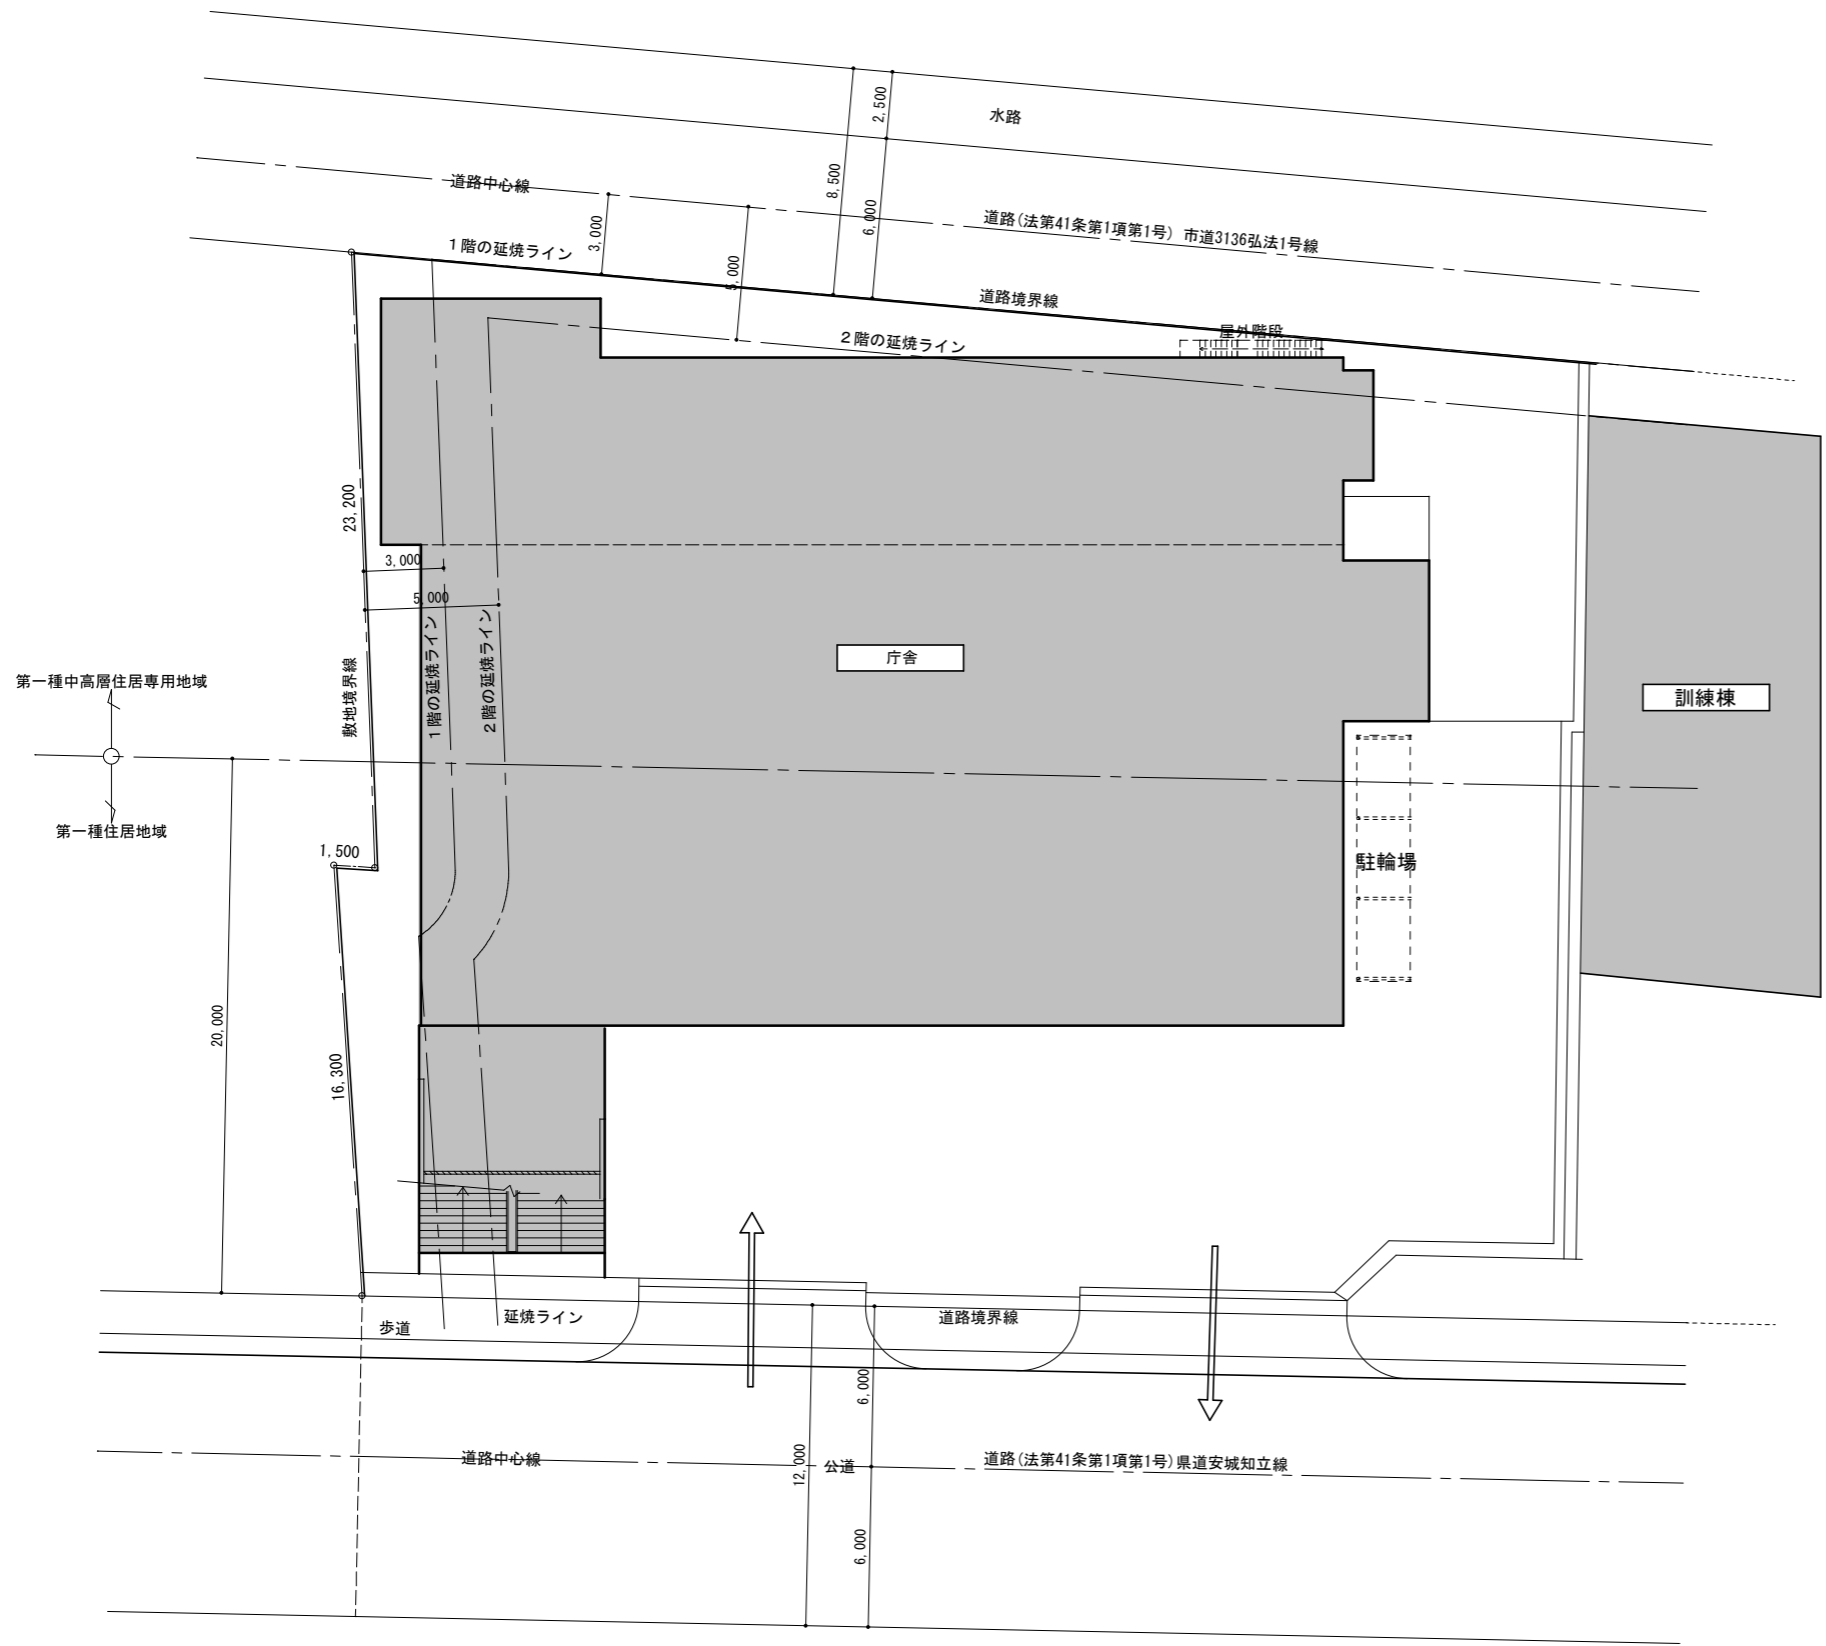 2,500
水路
8,500
道路中心線
6,000
3,000
道路(法第41条第1項第1号) 市道3136弘法1号線
1階の延焼ライン
5,000
道路境界線
屋外階段
2階の延焼ライン
23,200
3,000
5,000
1階の延焼ライン
2階の延焼ライン
敷地境界線
庁舎
第一種中高層住居専用地域
訓練棟
第一種住居地域
1,500
駐輪場
20,000
16,300
延焼ライン
道路境界線
歩道
6,000
12,000
道路中心線
公道
道路(法第41条第1項第1号)県道安城知立線
6,000